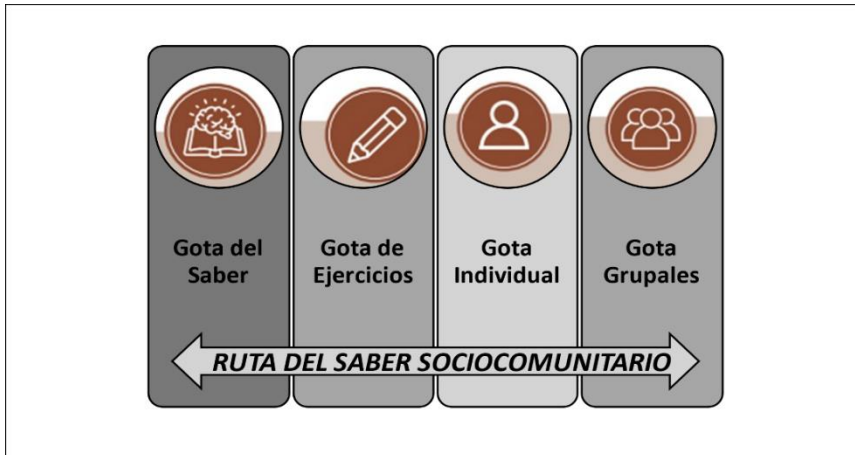 Gota del
Saber
Gota de
Ejercicios
Gota
Individual
Gota
Grupales
RUTA DEL SABER SOCIOCOMUNITARIO